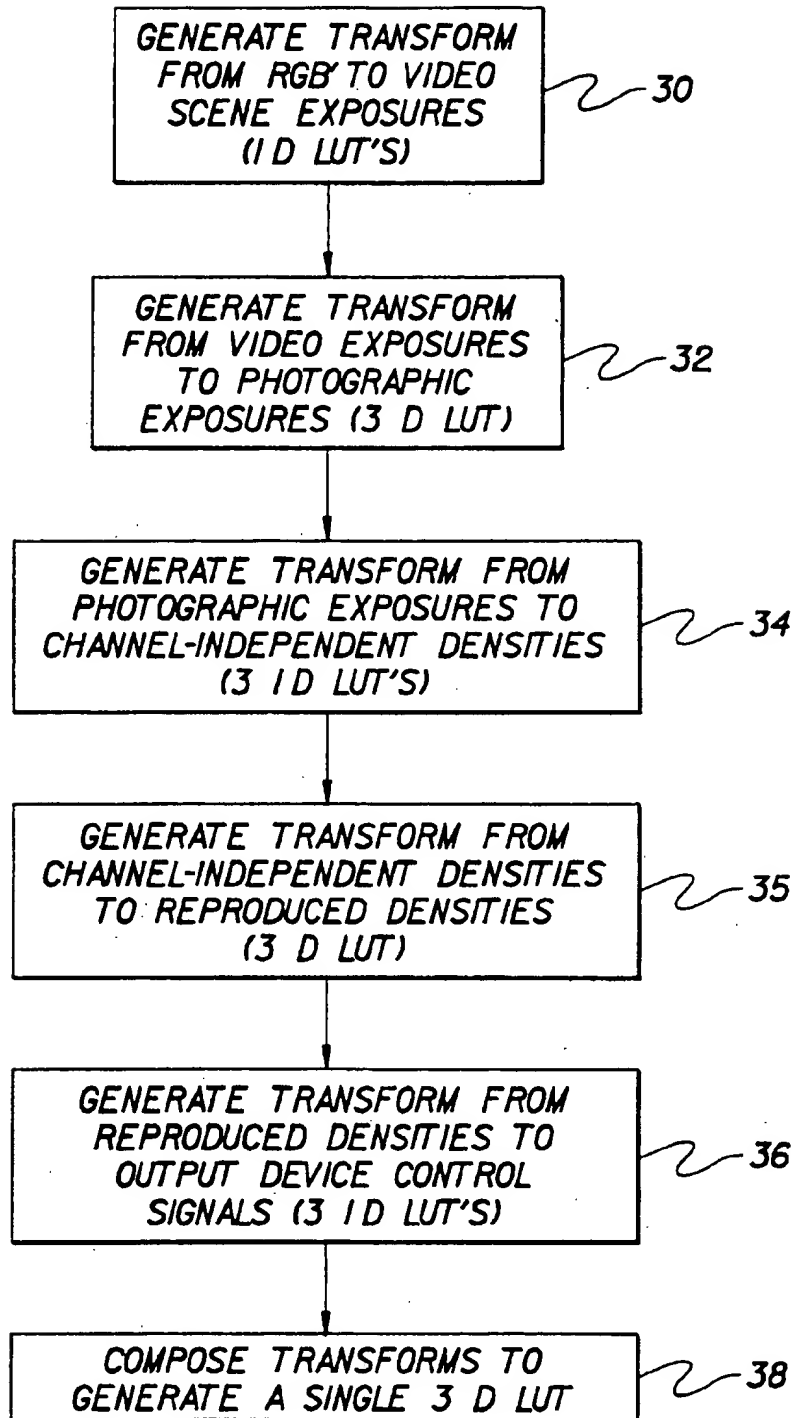 GENERATE TRANSFORM
FROM RGB' TO VIDEO
SCENE EXPOSURES
(1 D LUT'S)
30
GENERATE TRANSFORM
FROM VIDEO EXPOSURES
TO PHOTOGRAPHIC
EXPOSURES (3 D LUT)
32
GENERATE TRANSFORM FROM
PHOTOGRAPHIC EXPOSURES TO
CHANNEL-INDEPENDENT DENSITIES
(3 1 D LUT'S)
34
GENERATE TRANSFORM FROM
CHANNEL-INDEPENDENT DENSITIES
TO REPRODUCED DENSITIES
(3 D LUT)
35
GENERATE TRANSFORM FROM
REPRODUCED DENSITIES TO
OUTPUT DEVICE CONTROL
SIGNALS (3 1 D LUT'S)
36
COMPOSE TRANSFORMS TO
GENERATE A SINGLE 3 D LUT
38